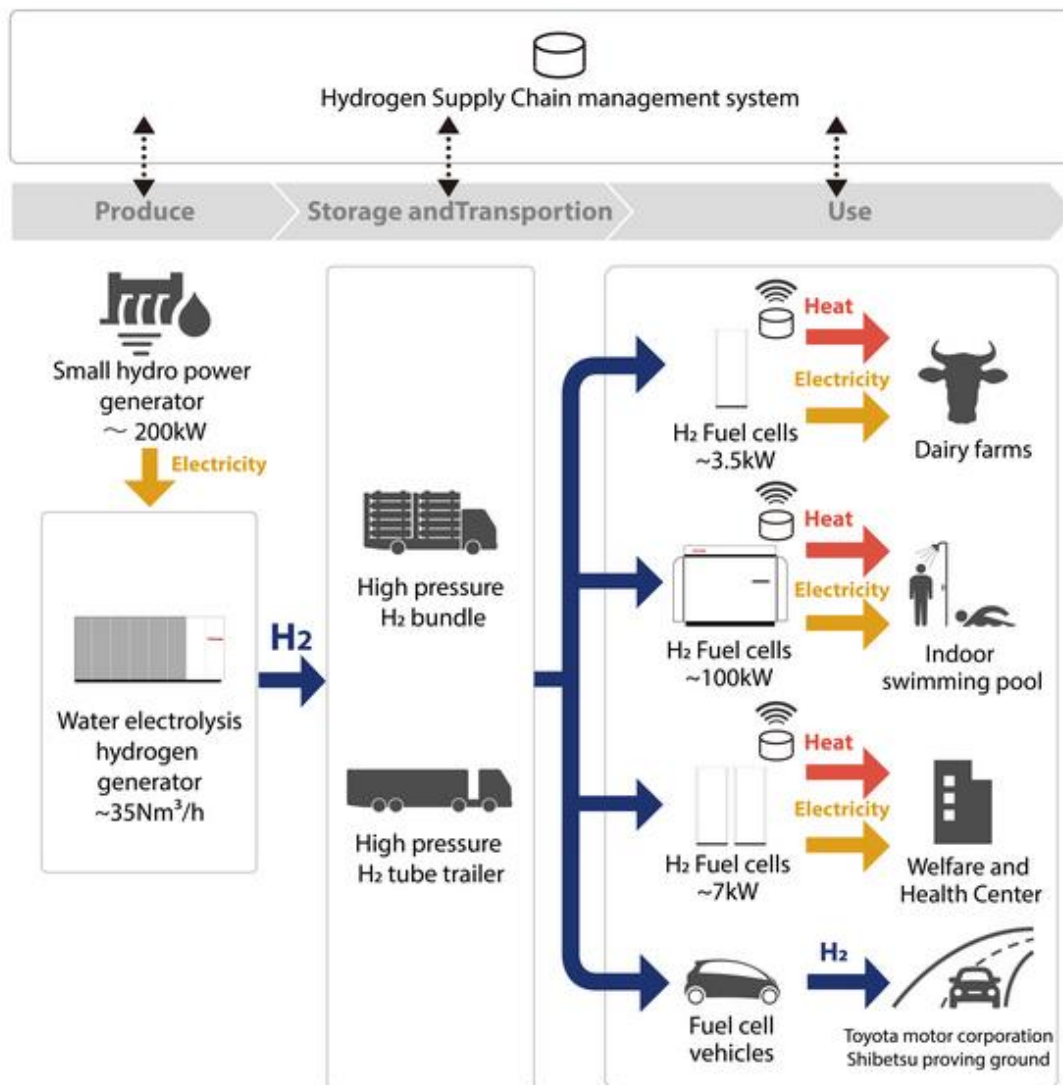 Hydrogen Supply Chain management system
Produce
Storage andTransportion
Use
Small hydro power
generator
～ 200kW
Electricity
Water electrolysis
hydrogen
generator
~35Nm³/h
H2
High pressure
H₂ bundle
High pressure
H₂ tube trailer
H₂ Fuel cells
~3.5kW
Heat
Electricity
Dairy farms
H₂ Fuel cells
~100kW
Heat
Electricity
Indoor
swimming pool
H₂ Fuel cells
~7kW
Heat
Electricity
Welfare and
Health Center
Fuel cell
vehicles
H₂
Toyota motor corporation
Shibetsu proving ground